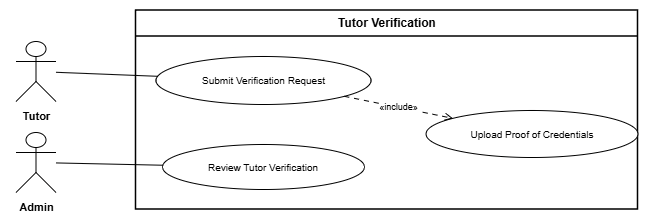 Tutor Verification
Submit Verification Request
«include»
Tutor
Upload Proof of Credentials
Review Tutor Verification
Admin